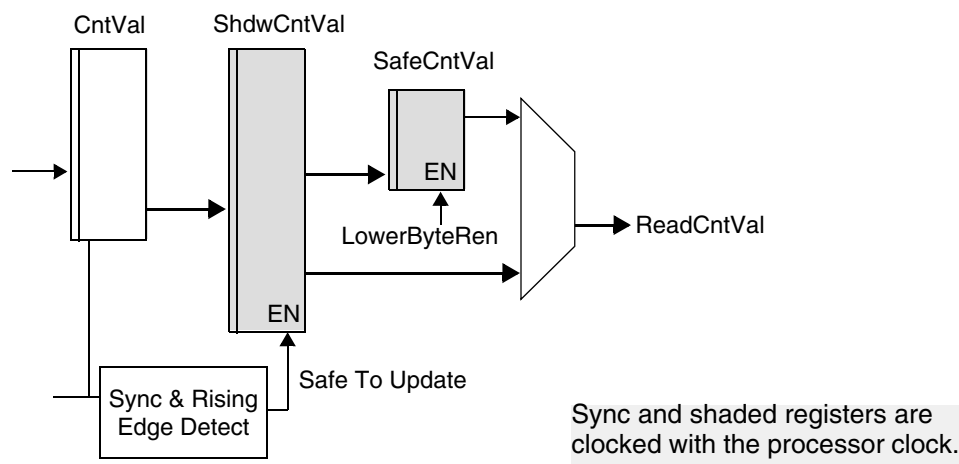 CntVal
ShdwCntVal
SafeCntVal
EN
LowerByteRen
ReadCntVal
EN
Safe To Update
Sync & Rising
Edge Detect
Sync and shaded registers are
clocked with the processor clock.